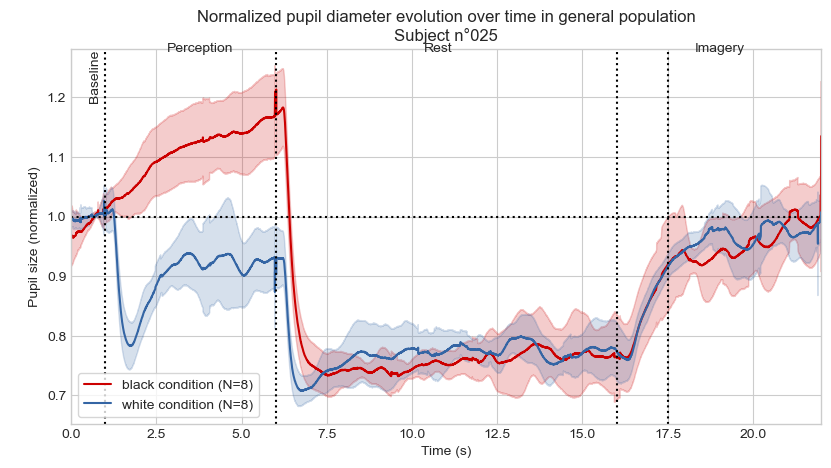 Normalized pupil diameter evolution over time in general population
Subject n°025
Baseline
Perception
Rest
Imagery
Pupil size (normalized)
1.2
1.1
1.0
0.9
0.8
0.7
black condition (N=8)
white condition (N=8)
0.0 2.5 5.0 7.5 10.0 12.5 15.0 17.5 20.0
Time (s)